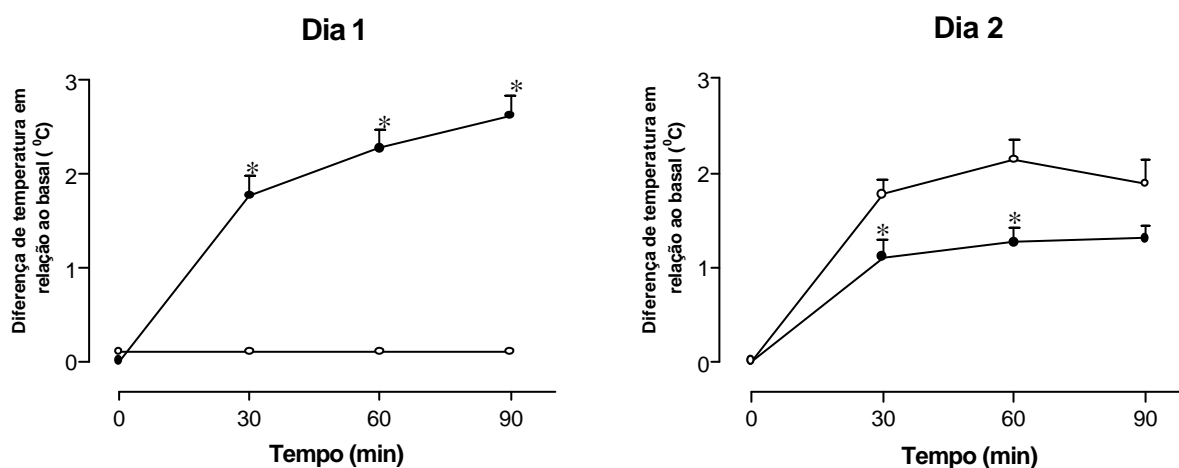 Dia 1
Diferença de temperatura em
relação ao basal ( ⁰C)
3
2
1
0
*
*
*
0 30 60 90
Tempo (min)
Dia 2
Diferença de temperatura em
relação ao basal ( ⁰C)
3
2
1
0
*
*
0 30 60 90
Tempo (min)